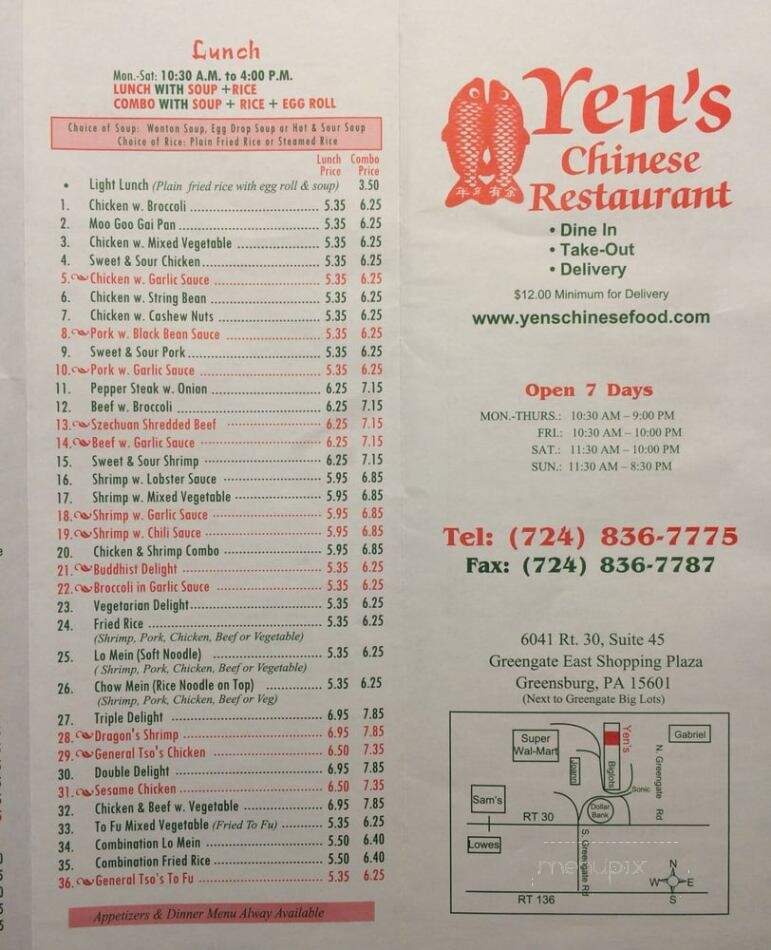 Lunch
Mon.-Sat: 10:30 A.M. to 4:00 P.M.
LUNCH WITH SOUP + RICE
COMBO WITH SOUP + RICE + EGG ROLL
Choice of Soup: Wonton Soup, Egg Drop Soup or Hot & Sour Soup
Choice of Rice: Plain Fried Rice or Steamed Rice
Lunch Price Combo Price
• Light Lunch (Plain fried rice with egg roll & soup) 3.50
1. Chicken w. Broccoli 5.35 6.25
2. Moo Goo Gai Pan 5.35 6.25
3. Chicken w. Mixed Vegetable 5.35 6.25
4. Sweet & Sour Chicken 5.35 6.25
5. Chicken w. Garlic Sauce 5.35 6.25
6. Chicken w. String Bean 5.35 6.25
7. Chicken w. Cashew Nuts 5.35 6.25
8. Pork w. Black Bean Sauce 5.35 6.25
9. Sweet & Sour Pork 5.35 6.25
10. Pork w. Garlic Sauce 5.35 6.25
11. Pepper Steak w. Onion 6.25 7.15
12. Beef w. Broccoli 6.25 7.15
13. Szechuan Shredded Beef 6.25 7.15
14. Beef w. Garlic Sauce 6.25 7.15
15. Sweet & Sour Shrimp 6.25 7.15
16. Shrimp w. Lobster Sauce 5.95 6.85
17. Shrimp w. Mixed Vegetable 5.95 6.85
18. Shrimp w. Garlic Sauce 5.95 6.85
19. Shrimp w. Chili Sauce 5.95 6.85
20. Chicken & Shrimp Combo 5.95 6.85
21. Buddhist Delight 5.35 6.25
22. Broccoli in Garlic Sauce 5.35 6.25
23. Vegetarian Delight 5.35 6.25
24. Fried Rice 5.35 6.25
(Shrimp, Pork, Chicken, Beef or Vegetable)
25. Lo Mein (Soft Noodle) 5.35 6.25
( Shrimp, Pork, Chicken, Beef or Vegetable)
26. Chow Mein (Rice Noodle on Top) 5.35 6.25
(Shrimp, Pork, Chicken, Beef or Veg)
27. Triple Delight 6.95 7.85
28. Dragon's Shrimp 6.95 7.85
29. General Tso's Chicken 6.50 7.35
30. Double Delight 6.95 7.85
31. Sesame Chicken 6.50 7.35
32. Chicken & Beef w. Vegetable 6.95 7.85
33. To Fu Mixed Vegetable (Fried To Fu) 5.35 6.25
34. Combination Lo Mein 5.50 6.40
35. Combination Fried Rice 5.50 6.40
36. General Tso's To Fu 5.35 6.25
Appetizers & Dinner Menu Alway Available
Yen's
Chinese
Restaurant
年年有余
• Dine In
• Take-Out
• Delivery
$12.00 Minimum for Delivery
www.yenschinesefood.com
Open 7 Days
MON.-THURS.: 10:30 AM – 9:00 PM
FRI.: 10:30 AM – 10:00 PM
SAT.: 11:30 AM – 10:00 PM
SUN.: 11:30 AM – 8:30 PM
Tel: (724) 836-7775
Fax: (724) 836-7787
6041 Rt. 30, Suite 45
Greengate East Shopping Plaza
Greensburg, PA 15601
(Next to Greengate Big Lots)
Super Wal-Mart
Joann
Biglots
Yen's
Gabriel
N. Greengate Rd
Sonic
Sam's
Dollar Bank
RT 30
Lowes
S. Greengate Rd
menupix
N
W E
S
RT 136